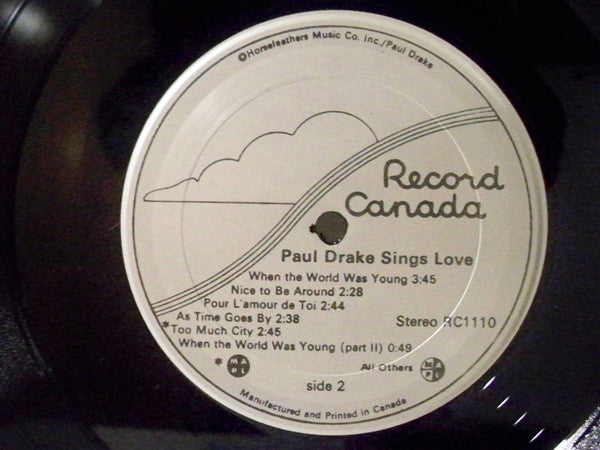 ©Horsefeathers Music Co. Inc./Paul Drake
Record
Canada
Paul Drake Sings Love
When the World Was Young 3:45
Nice to Be Around 2:28
Pour L'amour de Toi 2:44
As Time Goes By 2:38
*Too Much City 2:45
When the World Was Young (part II) 0:49
Stereo RC1110
* M A P L
All Others M A P L
side 2
Manufactured and Printed in Canada